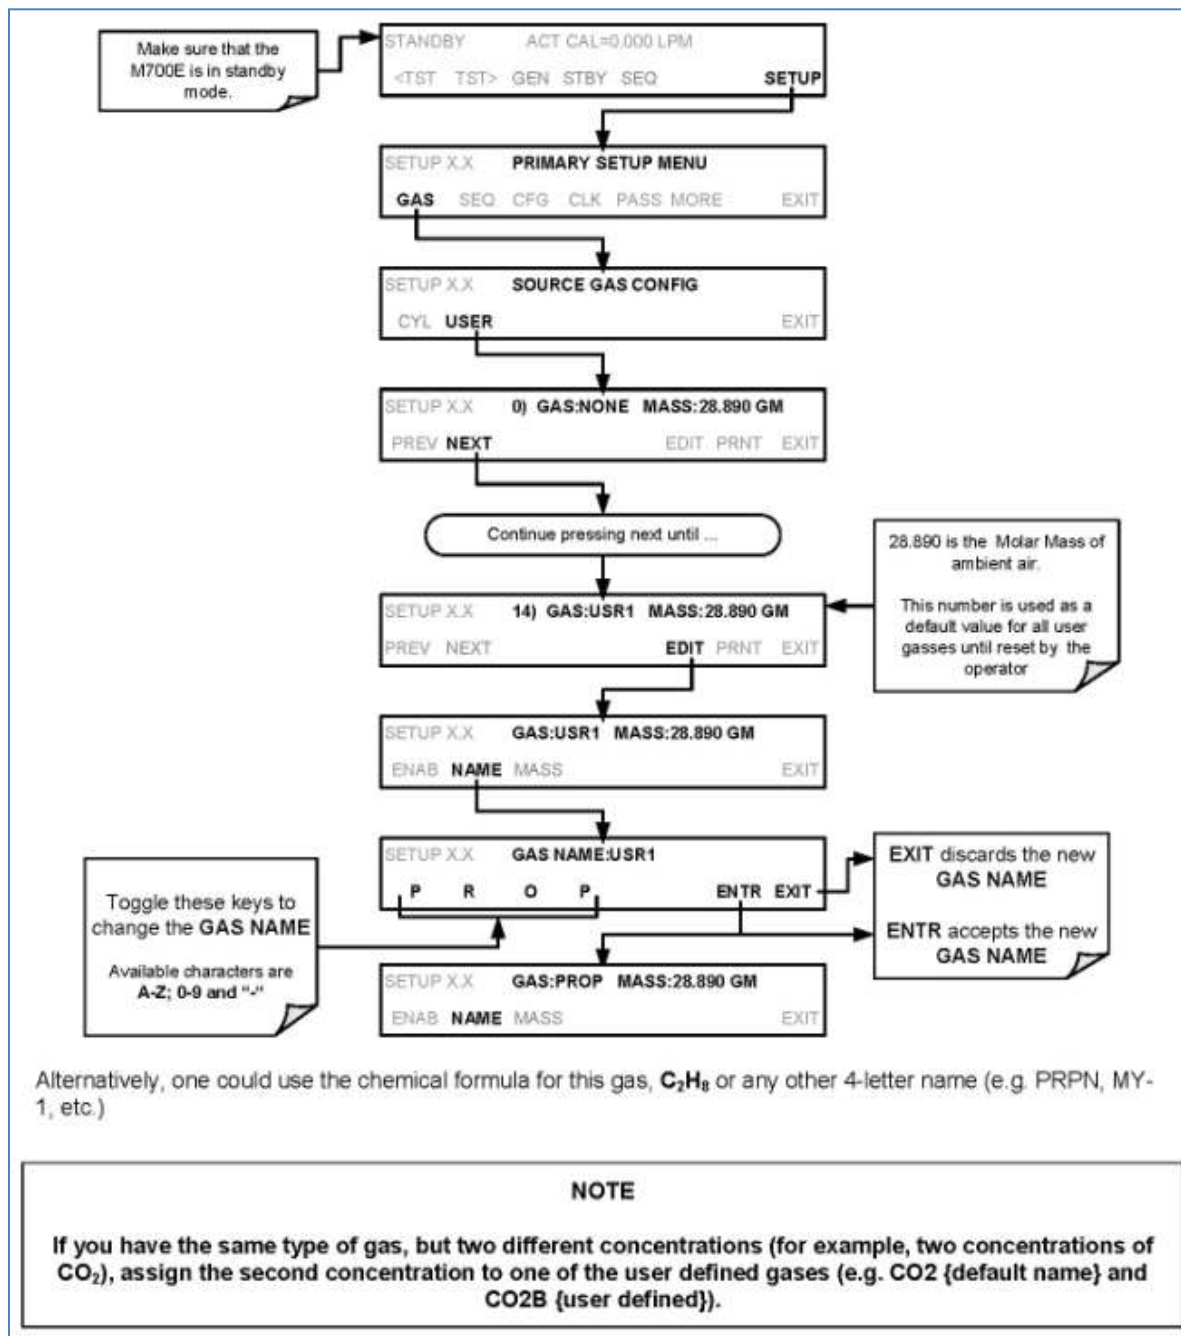 Make sure that the
M700E is in standby
mode.
STANDBY ACT CAL=0.000 LPM
<TST TST> GEN STBY SEQ SETUP
SETUP X.X PRIMARY SETUP MENU
GAS SEQ CFG CLK PASS MORE EXIT
SETUP X.X SOURCE GAS CONFIG
CYL USER EXIT
SETUP X.X 0) GAS:NONE MASS:28.890 GM
PREV NEXT EDIT PRNT EXIT
Continue pressing next until ...
28.890 is the Molar Mass of
ambient air.
This number is used as a
default value for all user
gasses until reset by the
operator
SETUP X.X 14) GAS:USR1 MASS:28.890 GM
PREV NEXT EDIT PRNT EXIT
SETUP X.X GAS:USR1 MASS:28.890 GM
ENAB NAME MASS EXIT
SETUP X.X GAS NAME:USR1
P R O P ENTR EXIT
Toggle these keys to
change the GAS NAME
Available characters are
A-Z; 0-9 and "-"
EXIT discards the new
GAS NAME
ENTR accepts the new
GAS NAME
SETUP X.X GAS:PROP MASS:28.890 GM
ENAB NAME MASS EXIT
Alternatively, one could use the chemical formula for this gas, C₂H₈ or any other 4-letter name (e.g. PRPN, MY-
1, etc.)
NOTE
If you have the same type of gas, but two different concentrations (for example, two concentrations of
CO₂), assign the second concentration to one of the user defined gases (e.g. CO2 {default name} and
CO2B {user defined}).